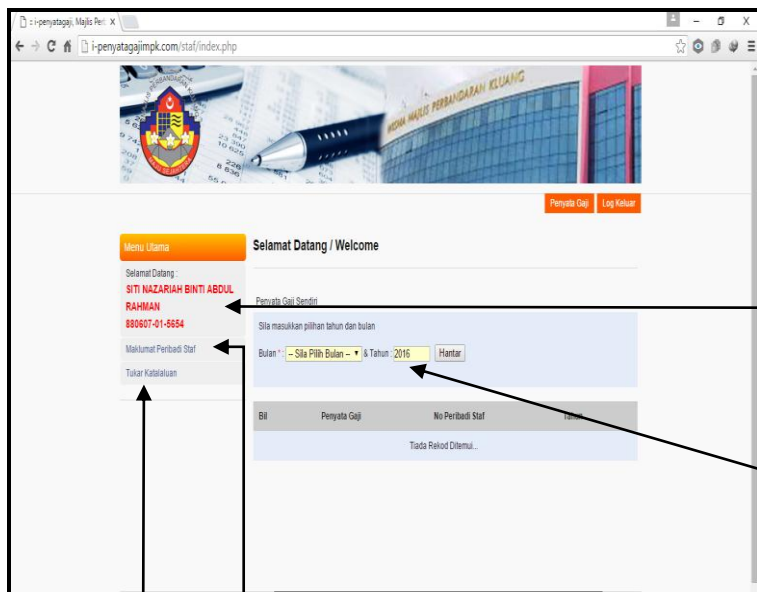 : i-penyatagaji, Majlis Per
i-penyatagajimpk.com/staf/index.php
WISMA MAJLIS PERBANDARAN KLUANG
Penyata Gaji
Log Keluar
Menu Utama
Selamat Datang / Welcome
Selamat Datang :
SITI NAZARIAH BINTI ABDUL
RAHMAN
880607-01-5654
Maklumat Peribadi Staf
Tukar Katalaluan
Penyata Gaji Sendiri
Sila masukkan pilihan tahun dan bulan
Bulan * : -- Sila Pilih Bulan -- & Tahun : 2016 Hantar
Bil Penyata Gaji No Peribadi Staf Tahun
Tiada Rekod Ditemui...